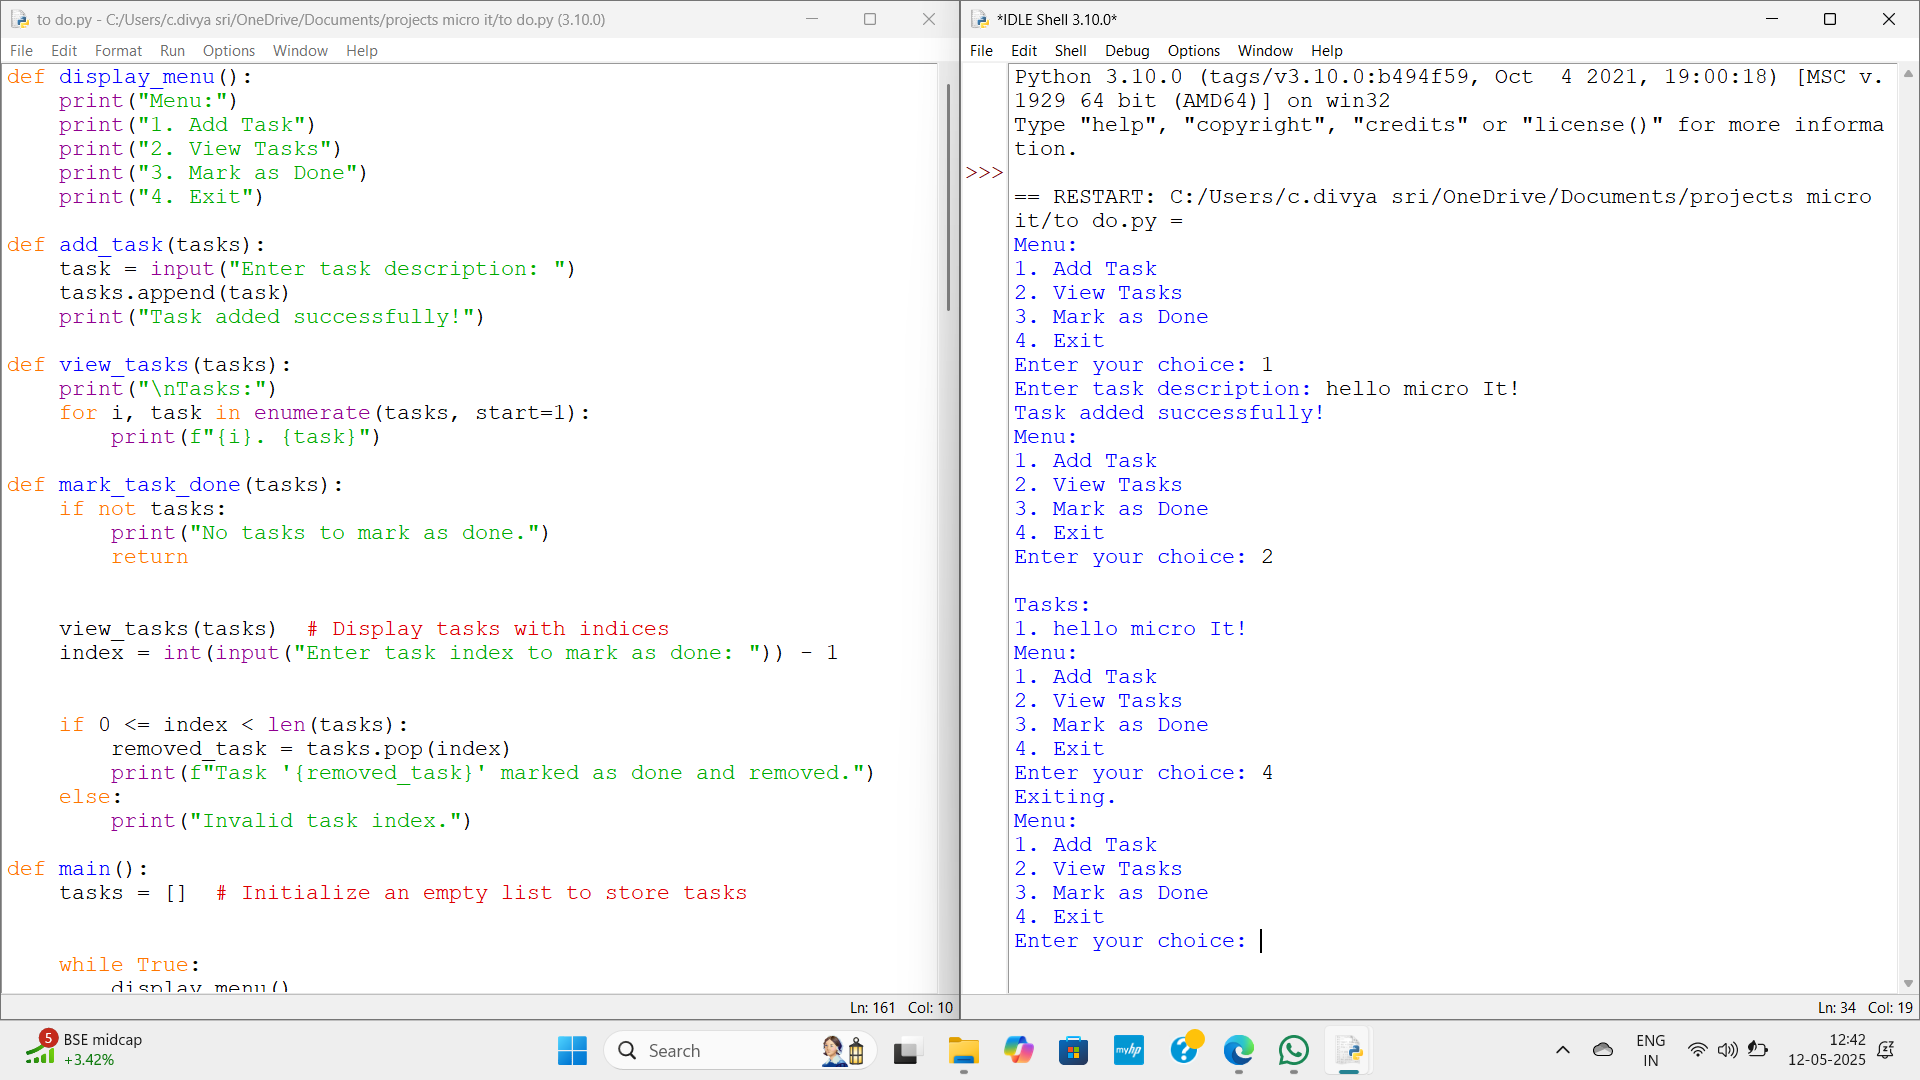 to do.py - C:/Users/c.divya sri/OneDrive/Documents/projects micro it/to do.py (3.10.0)
File Edit Format Run Options Window Help
def display_menu():
    print("Menu:")
    print("1. Add Task")
    print("2. View Tasks")
    print("3. Mark as Done")
    print("4. Exit")
def add_task(tasks):
    task = input("Enter task description: ")
    tasks.append(task)
    print("Task added successfully!")
def view_tasks(tasks):
    print("\nTasks:")
    for i, task in enumerate(tasks, start=1):
        print(f"{i}. {task}")
def mark_task_done(tasks):
    if not tasks:
        print("No tasks to mark as done.")
        return
    view_tasks(tasks)  # Display tasks with indices
    index = int(input("Enter task index to mark as done: ")) - 1
    if 0 <= index < len(tasks):
        removed_task = tasks.pop(index)
        print(f"Task '{removed_task}' marked as done and removed.")
    else:
        print("Invalid task index.")
def main():
    tasks = []  # Initialize an empty list to store tasks
    while True:
        display_menu()
Ln: 161 Col: 10
*IDLE Shell 3.10.0*
File Edit Shell Debug Options Window Help
Python 3.10.0 (tags/v3.10.0:b494f59, Oct  4 2021, 19:00:18) [MSC v.
1929 64 bit (AMD64)] on win32
Type "help", "copyright", "credits" or "license()" for more informa
tion.
>>>
== RESTART: C:/Users/c.divya sri/OneDrive/Documents/projects micro
it/to do.py =
Menu:
1. Add Task
2. View Tasks
3. Mark as Done
4. Exit
Enter your choice: 1
Enter task description: hello micro It!
Task added successfully!
Menu:
1. Add Task
2. View Tasks
3. Mark as Done
4. Exit
Enter your choice: 2
Tasks:
1. hello micro It!
Menu:
1. Add Task
2. View Tasks
3. Mark as Done
4. Exit
Enter your choice: 4
Exiting.
Menu:
1. Add Task
2. View Tasks
3. Mark as Done
4. Exit
Enter your choice:
Ln: 34 Col: 19
5
BSE midcap
+3.42%
Search
myhp
ENG
IN
12:42
12-05-2025